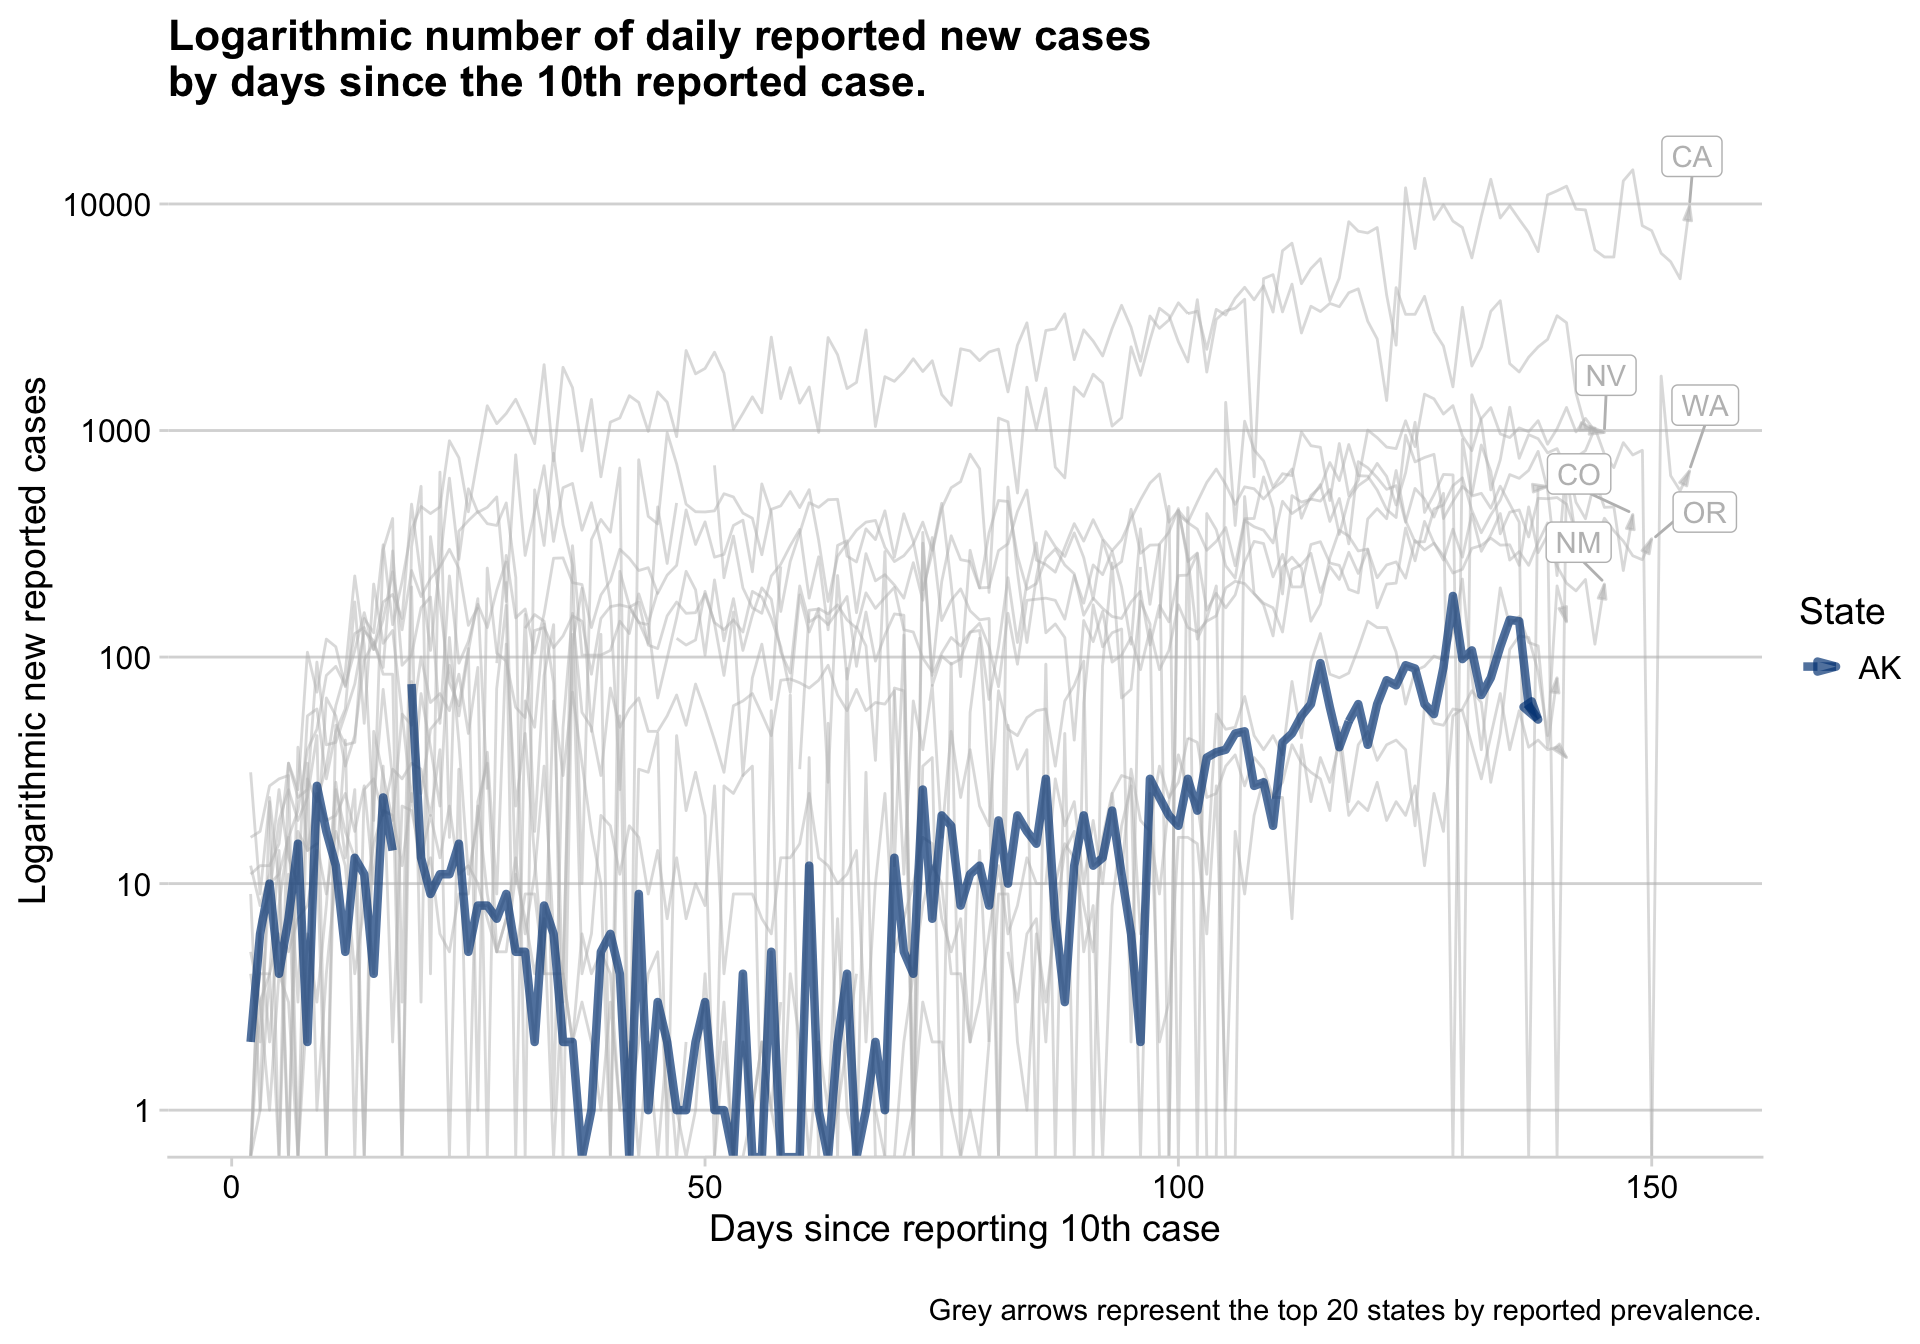 Logarithmic number of daily reported new cases
by days since the 10th reported case.
Logarithmic new reported cases
10000
1000
100
10
1
CA
NV
WA
CO
OR
NM
State
AK
0
50
100
150
Days since reporting 10th case
Grey arrows represent the top 20 states by reported prevalence.